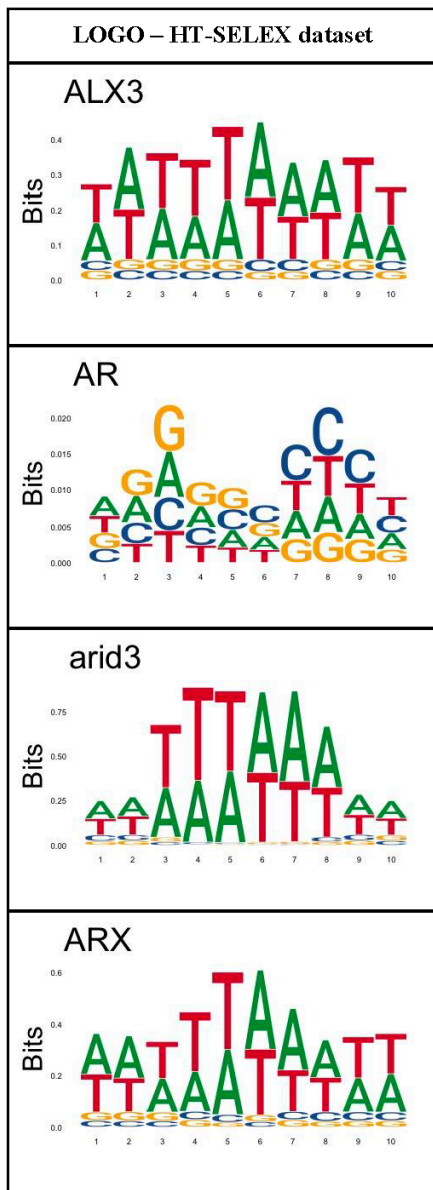 LOGO – HT-SELEX dataset
ALX3
Bits
0.4
0.3
0.2
0.1
0.0
T A T T T A A A T T
A T A A A T T T A A
C G G G G C C G G C
G C C C C G G C C G
1 2 3 4 5 6 7 8 9 10
AR
Bits
0.020
0.015
0.010
0.005
0.000
A G G G G C C C C T
T A A A C G T T T C
G C C C A A A A A A
C T T T T T G G G G
1 2 3 4 5 6 7 8 9 10
arid3
Bits
0.75
0.50
0.25
0.00
A A T T T A A A A A
T T A A A T T T T T
1 2 3 4 5 6 7 8 9 10
ARX
Bits
0.6
0.4
0.2
0.0
A A T T T A A A T T
T T A A A T T T A A
G G G C C G C C C C
C C C G G C G G G G
1 2 3 4 5 6 7 8 9 10